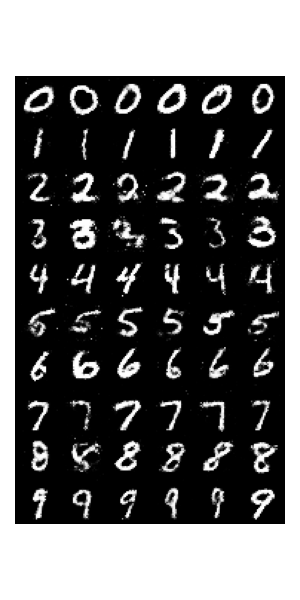 0 0 0 0 0 0
1 1 1 1 1 1
2 2 2 2 2 2
3 3 3 3 3
4 4 4 4 4 4
5 5 5 5 5 5
6 6 6 6 6 6
7 7 7 7 7 7
8 8 8 8 8 8
9 9 9 9 9 9